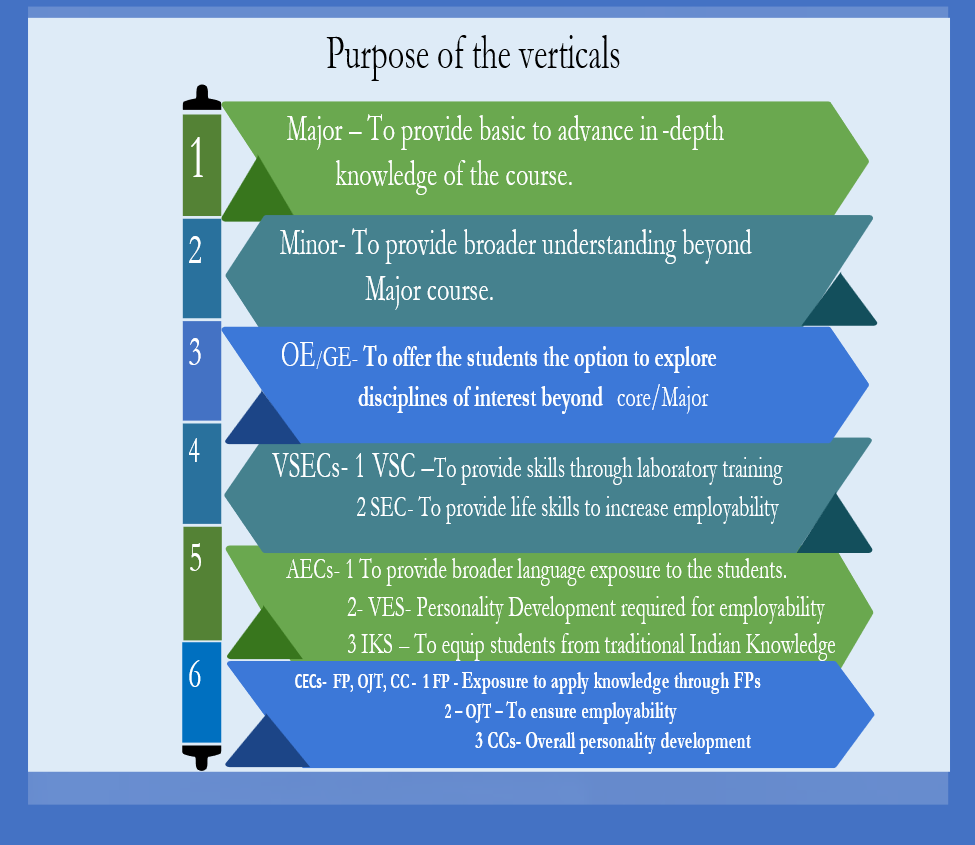 Purpose of the verticals
1
Major – To provide basic to advance in -depth
knowledge of the course.
2
Minor- To provide broader understanding beyond
Major course.
3
OE/GE- To offer the students the option to explore
disciplines of interest beyond core/Major
4
VSECs- 1 VSC –To provide skills through laboratory training
2 SEC- To provide life skills to increase employability
5
AECs- 1 To provide broader language exposure to the students.
2- VES- Personality Development required for employability
3 IKS – To equip students from traditional Indian Knowledge
6
CECs- FP, OJT, CC - 1 FP - Exposure to apply knowledge through FPs
2 – OJT – To ensure employability
3 CCs- Overall personality development